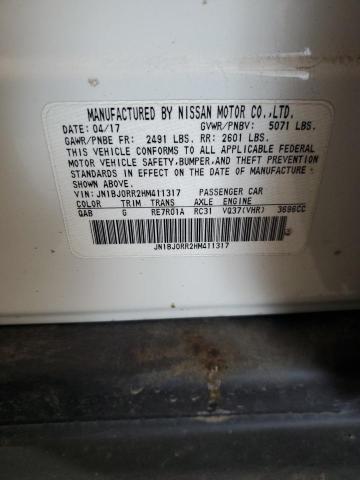 MANUFACTURED BY NISSAN MOTOR CO.,LTD.
DATE: 04/17 GVWR/PNBV: 5071 LBS.
GAWR/PNBE FR: 2491 LBS. RR: 2601 LBS.
THIS VEHICLE CONFORMS TO ALL APPLICABLE FEDERAL
MOTOR VEHICLE SAFETY, BUMPER, AND THEFT PREVENTION
STANDARDS IN EFFECT ON THE DATE OF MANUFACTURE
SHOWN ABOVE.
VIN: JN1BJ0RR2HM411317 PASSENGER CAR
COLOR TRIM TRANS AXLE ENGINE
QAB G RE7R01A RC31 VQ37(VHR) 3696CC
JN1BJ0RR2HM411317